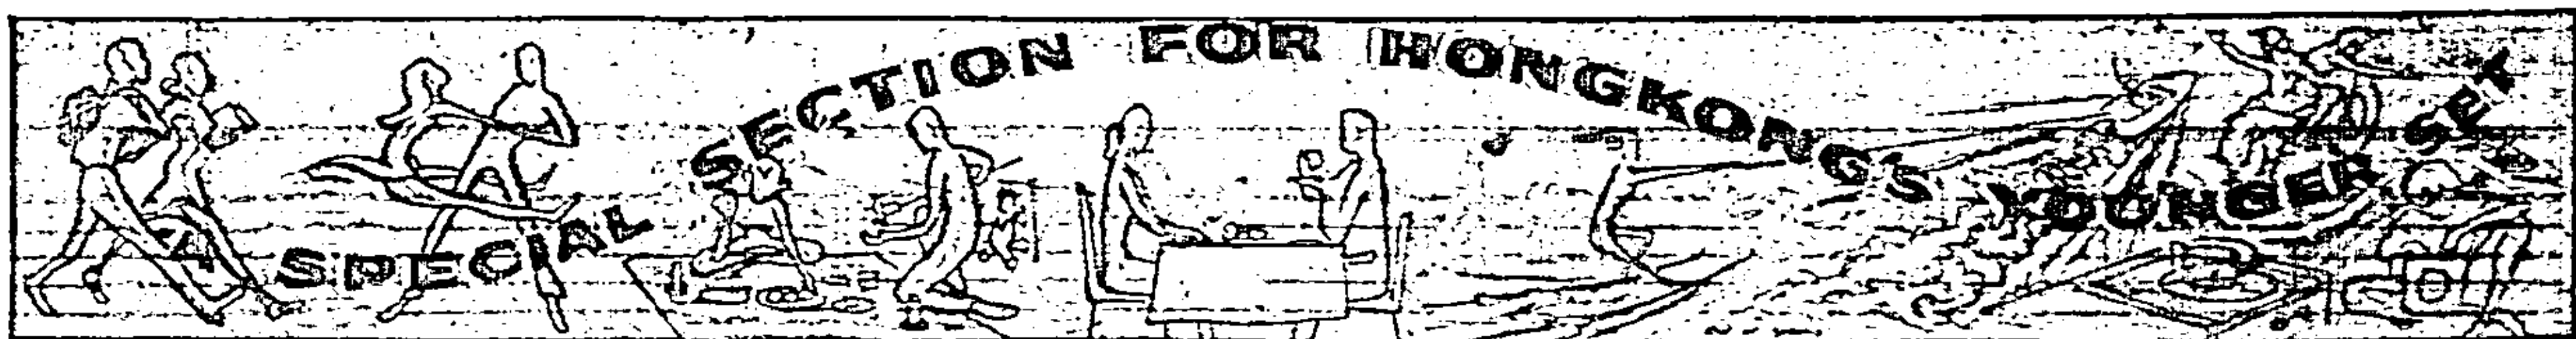 A SPECIAL SECTION FOR HONGKONG'S YOUNGER SET